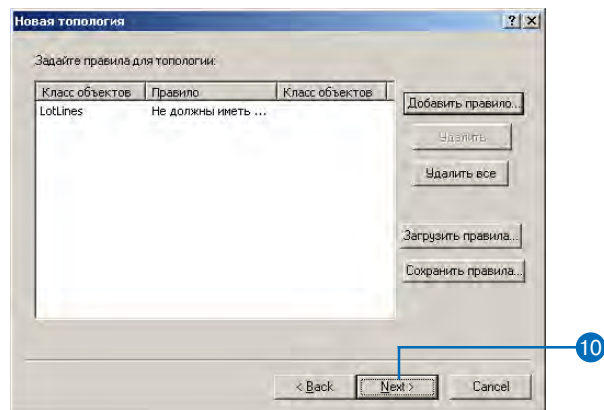 Новая топология
Задайте правила для топологии:
Класс объектов Правило Класс объектов
LotLines Не должны иметь ...
Добавить правило...
Удалить
Удалить все
Загрузить правила...
Сохранить правила...
< Back Next > Cancel
10